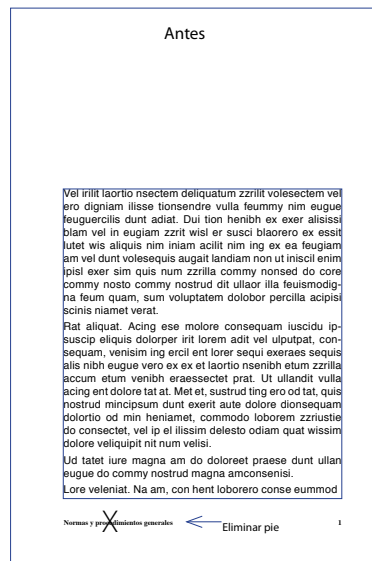 Antes
Vel irilit laortio nsectem deliquatum zzrilit volesectem vel
ero digniam ilisse tionsendre vulla feummy nim eugue
feuguercilis dunt adiat. Dui tion henibh ex exer alisissi
blam vel in eugiam zzrit wisl er susci blaorero ex essit
lutet wis aliquis nim iniam acilit nim ing ex ea feugiam
am vel dunt volesequis augait landiam non ut iniscil enim
ipisl exer sim quis num zzrilla commy nonsed do core
commy nosto commy nostrud dit ullaor illa feuismodig-
na feum quam, sum voluptatem dolobor percilla acipisi
scinis niamet verat.
Rat aliquat. Acing ese molore consequam iuscidu ip-
suscip eliquis dolorper irit lorem adit vel ulputpat, con-
sequam, venisim ing ercil ent lorer sequi exeraes sequis
alis nibh eugue vero ex ex et laortio nsenibh etum zzrilla
accum etum venibh eraessectet prat. Ut ullandit vulla
acing ent dolore tat at. Met et, sustrud ting ero od tat, quis
nostrud mincipsum dunt exerit aute dolore dionsequam
dolortio od min heniamet, commodo loborem zzriustie
do consectet, vel ip el ilissim delesto odiam quat wissim
dolore veliquipit nit num velisi.
Ud tatet iure magna am do doloreet praese dunt ullan
eugue do commy nostrud magna amconsenisi.
Lore veleniat. Na am, con hent loborero conse eummod
Normas y procedimientos generales Eliminar pie 1